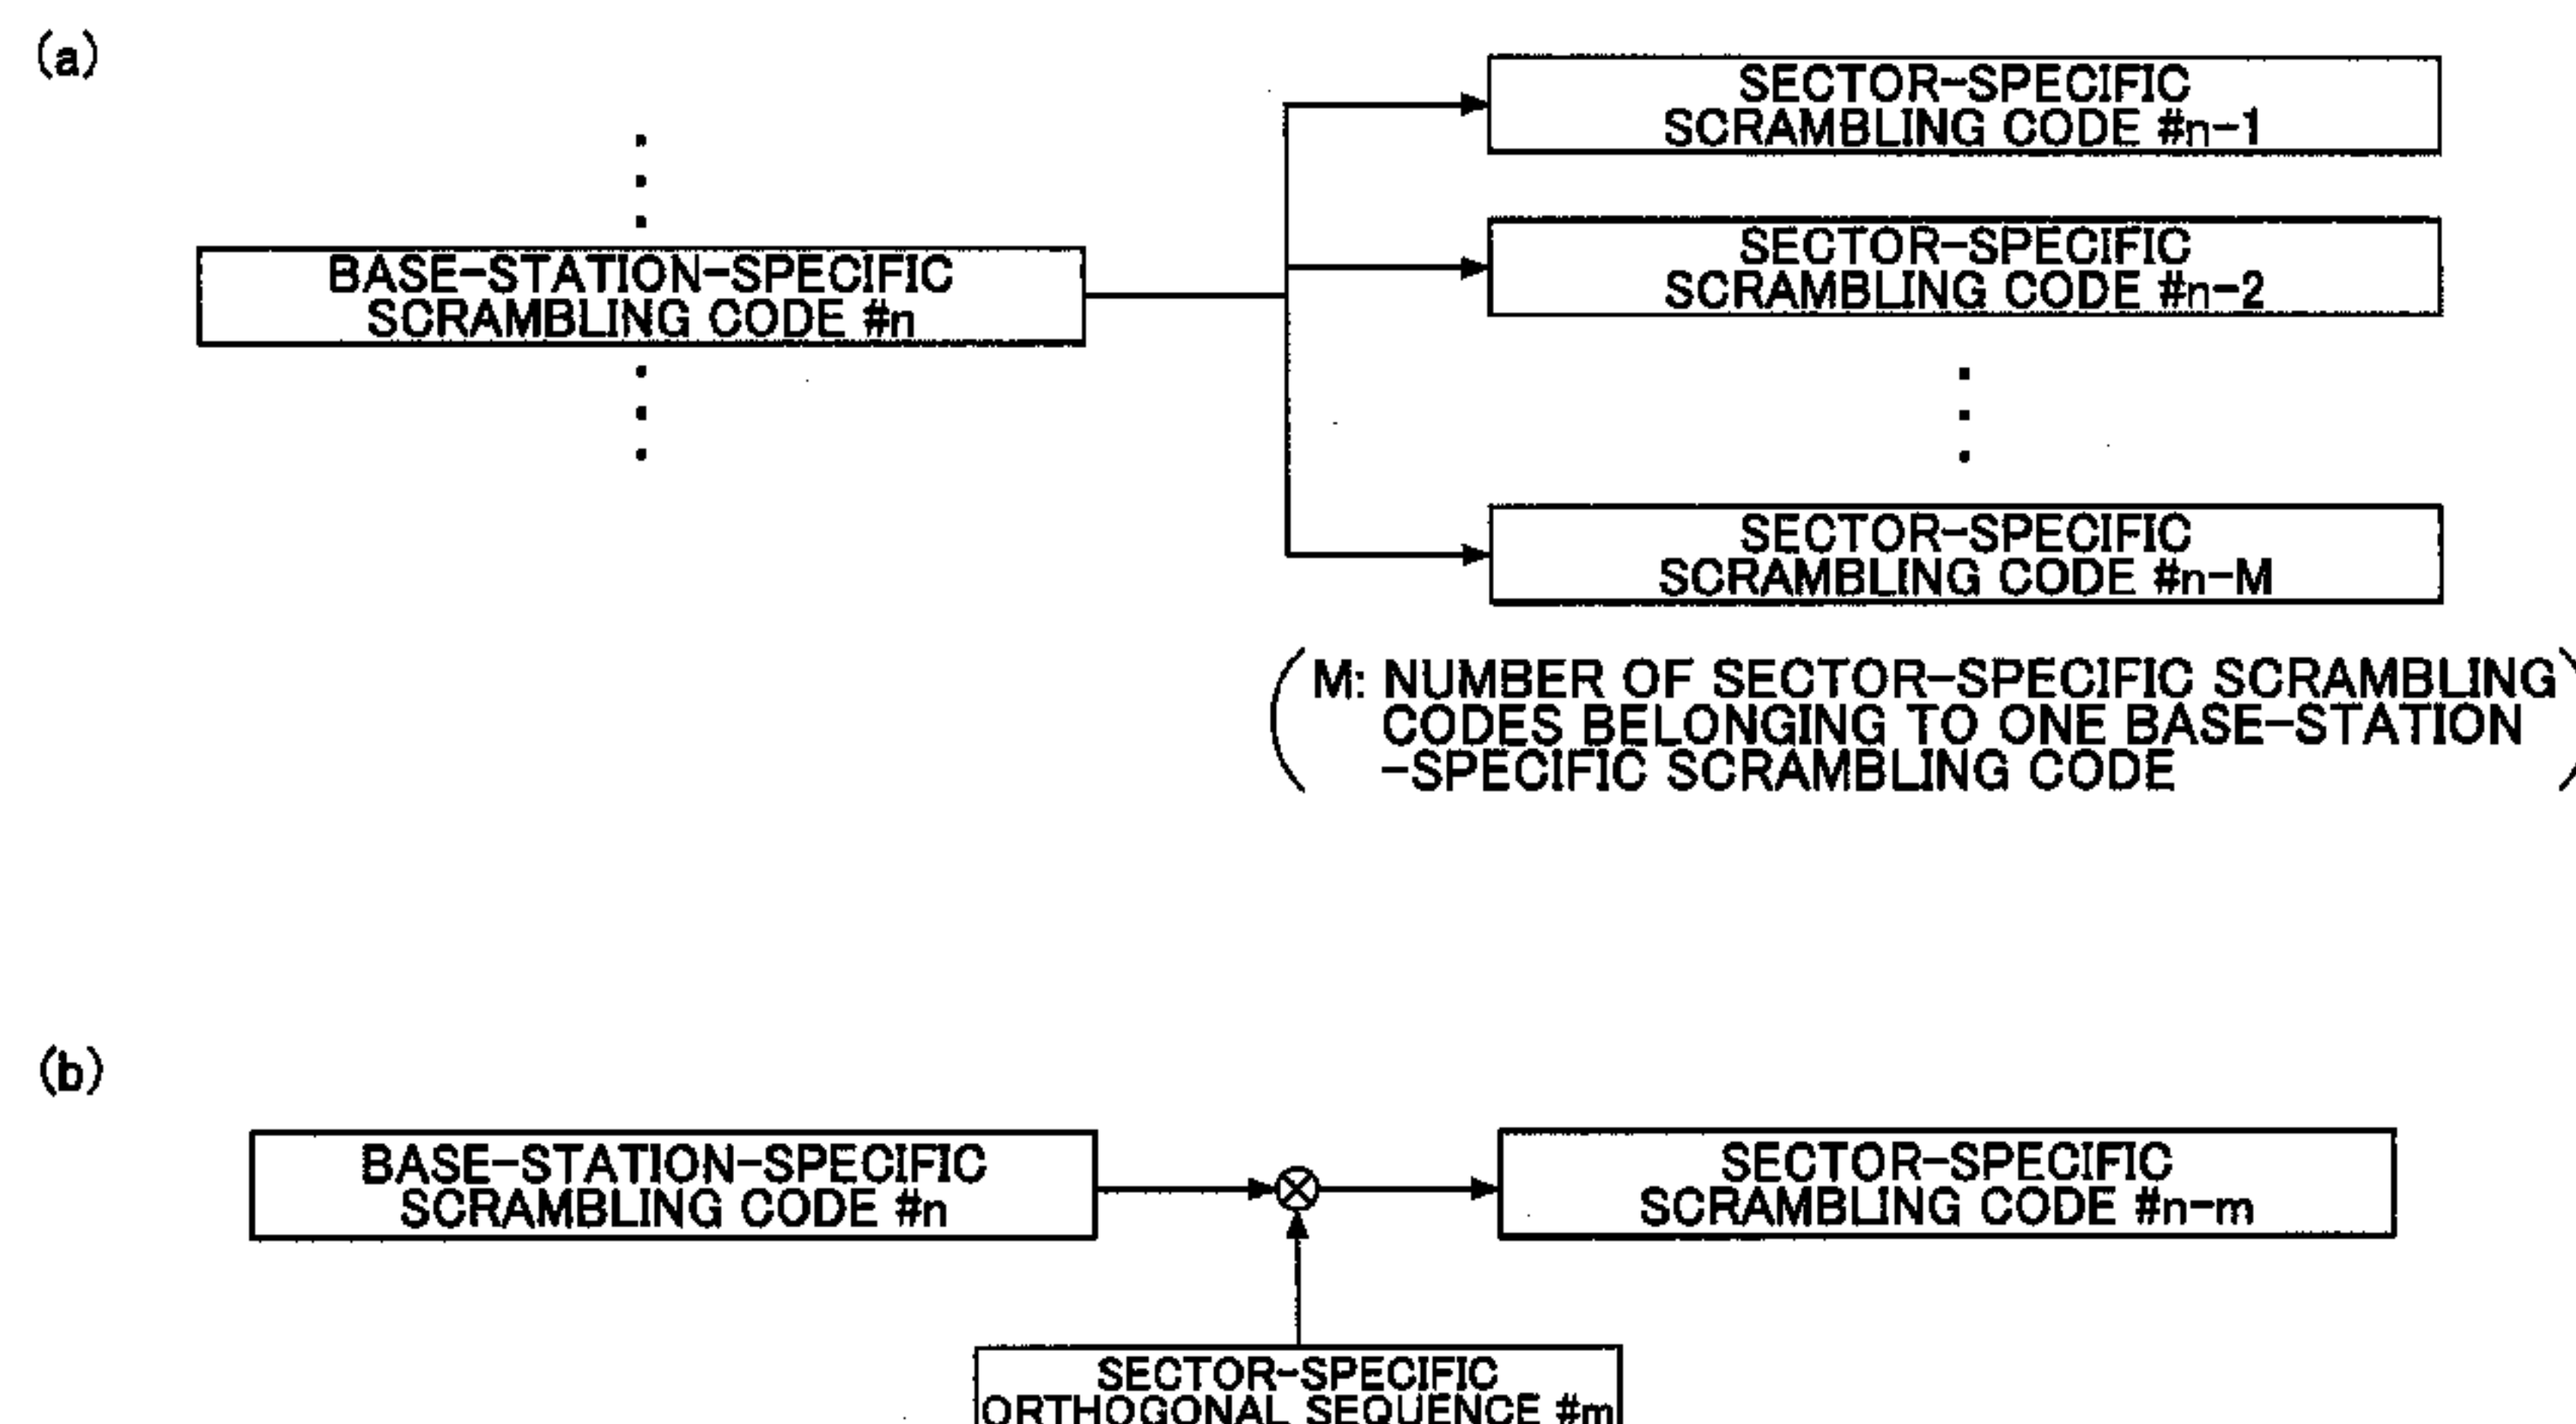 (a)
SECTOR-SPECIFIC
SCRAMBLING CODE #n-1
BASE-STATION-SPECIFIC
SCRAMBLING CODE #n
SECTOR-SPECIFIC
SCRAMBLING CODE #n-2
SECTOR-SPECIFIC
SCRAMBLING CODE #n-M
(M: NUMBER OF SECTOR-SPECIFIC SCRAMBLING
CODES BELONGING TO ONE BASE-STATION
-SPECIFIC SCRAMBLING CODE)
(b)
BASE-STATION-SPECIFIC
SCRAMBLING CODE #n
SECTOR-SPECIFIC
SCRAMBLING CODE #n-m
SECTOR-SPECIFIC
ORTHOGONAL SEQUENCE #m